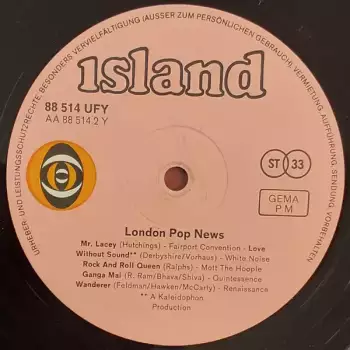 URHEBER- UND LEISTUNGSSCHUTZRECHTE, BESONDERS VERVIELFÄLTIGUNG (AUSSER ZUM PERSÖNLICHEN GEBRAUCH), VERMIETUNG, AUFFÜHRUNG, SENDUNG, VORBEHALTEN
island
88 514 UFY
AA 88 514.2 Y
ST 33
GEMA
P M
London Pop News
Mr. Lacey (Hutchings) - Fairport Convention - Love
Without Sound** (Derbyshire/Vorhaus) - White Noise
Rock And Roll Queen (Ralphs) - Mott The Hoople
Ganga Mai (R. Ram/Bhava/Shiva) - Quintessence
Wanderer (Feldman/Hawken/McCarly) - Renaissance
** A Kaleidophon
Production